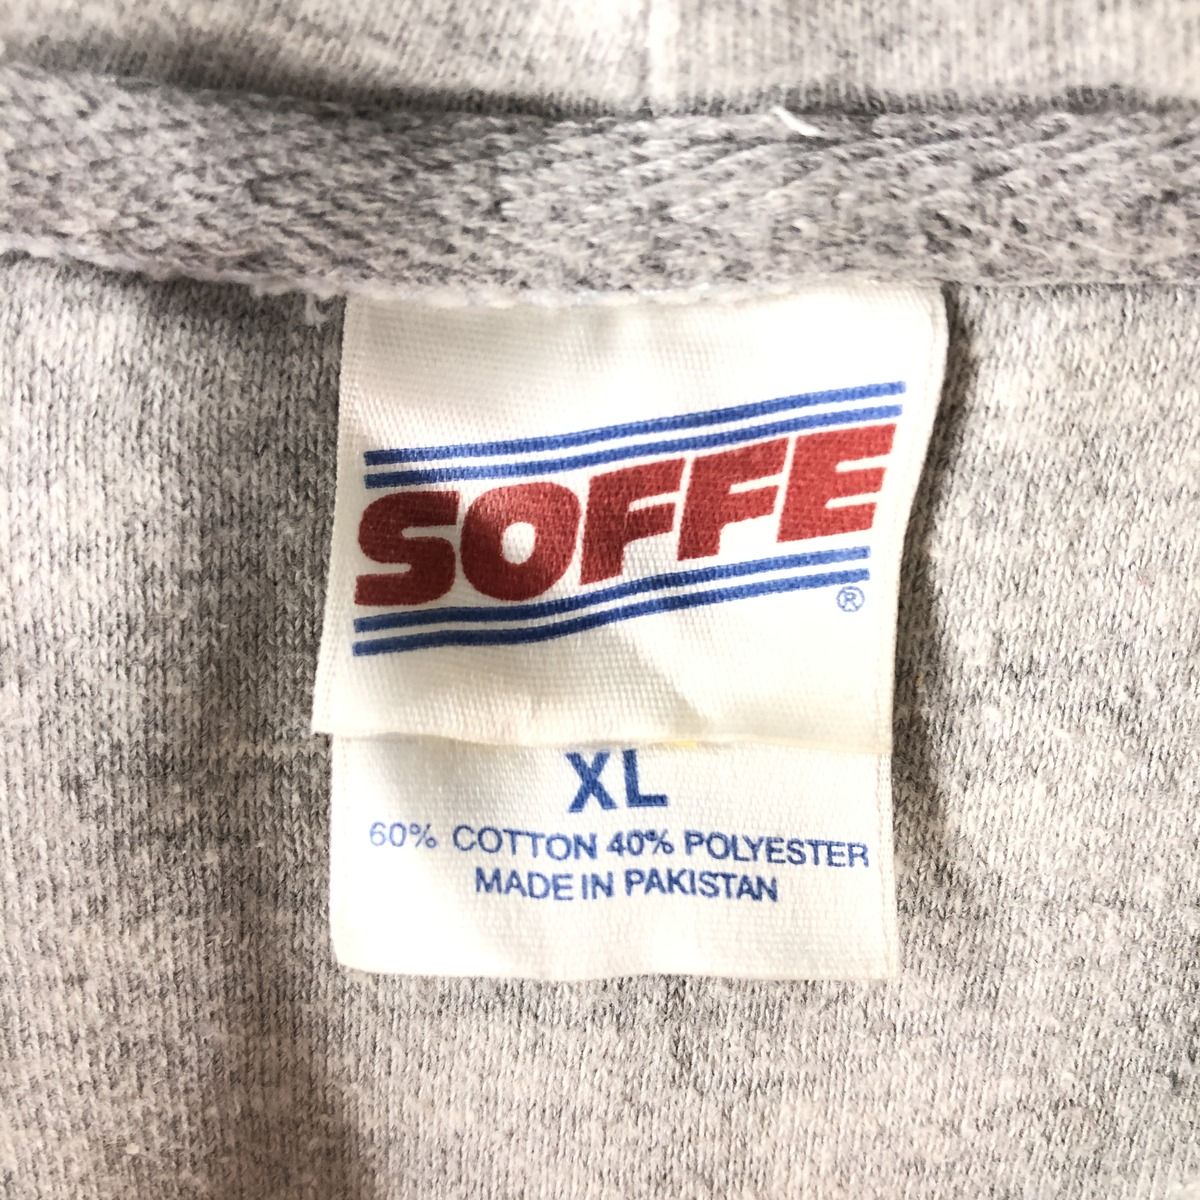 SOFFE
®
XL
60% COTTON 40% POLYESTER
MADE IN PAKISTAN